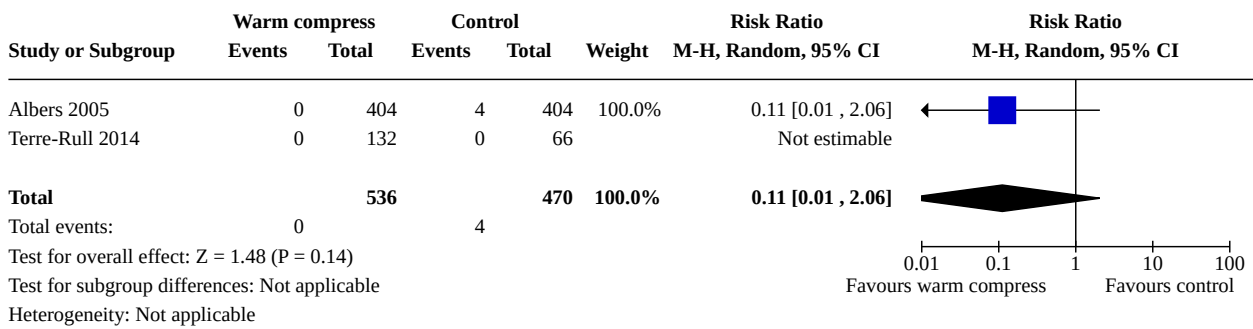 Warm compress Control Risk Ratio Risk Ratio
Study or Subgroup Events Total Events Total Weight M-H, Random, 95% CI M-H, Random, 95% CI
Albers 2005 0 404 4 404 100.0% 0.11 [0.01 , 2.06]
Terre-Rull 2014 0 132 0 66 Not estimable
Total 536 470 100.0% 0.11 [0.01 , 2.06]
Total events: 0 4
Test for overall effect: Z = 1.48 (P = 0.14) 0.01 0.1 1 10 100
Test for subgroup differences: Not applicable Favours warm compress Favours control
Heterogeneity: Not applicable